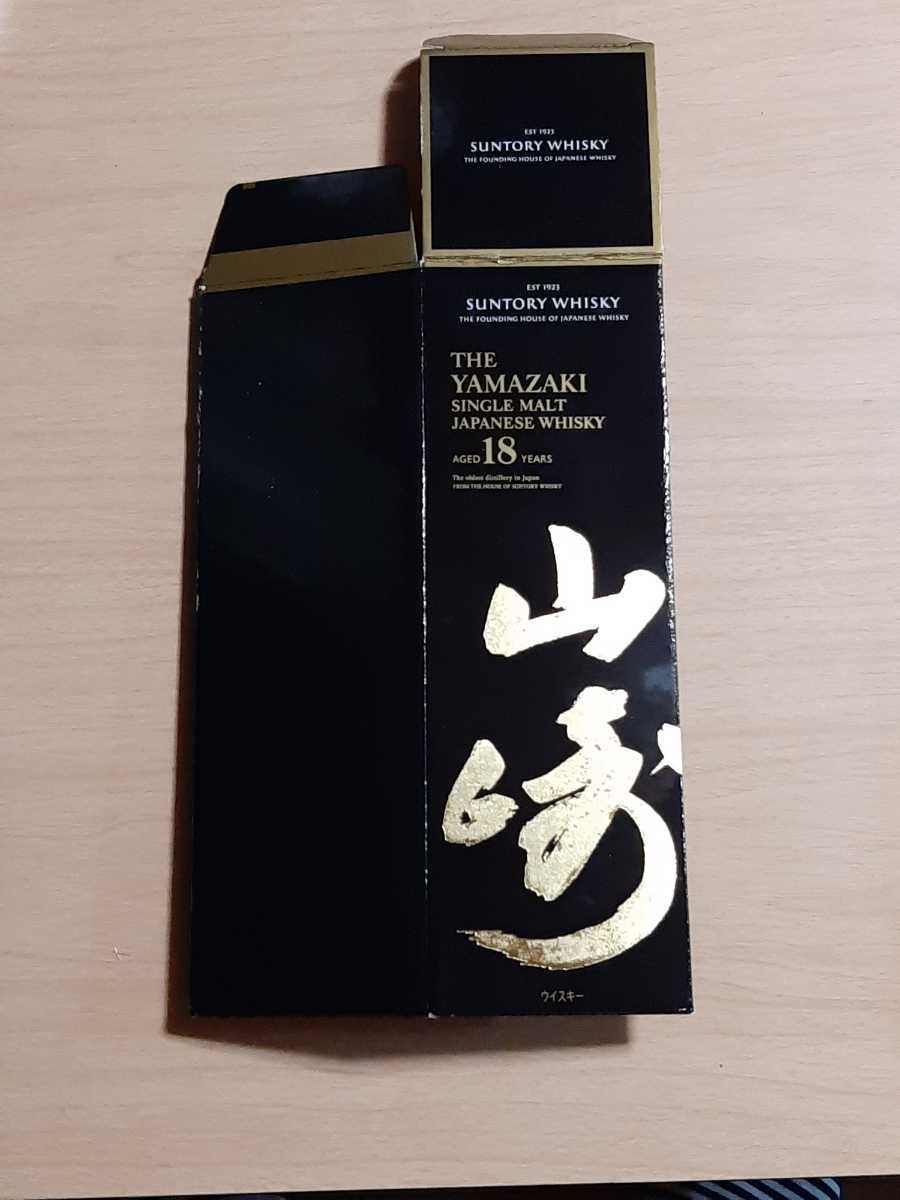 EST 1923
SUNTORY WHISKY
THE FOUNDING HOUSE OF JAPANESE WHISKY
EST 1923
SUNTORY WHISKY
THE FOUNDING HOUSE OF JAPANESE WHISKY
THE
YAMAZAKI
SINGLE MALT
JAPANESE WHISKY
AGED 18 YEARS
The oldest distillery in Japan
FROM THE HOUSE OF SUNTORY WHISKY
山
崎
ウイスキー